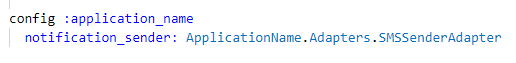 config :application_name
  notification_sender: ApplicationName.Adapters.SMSSenderAdapter